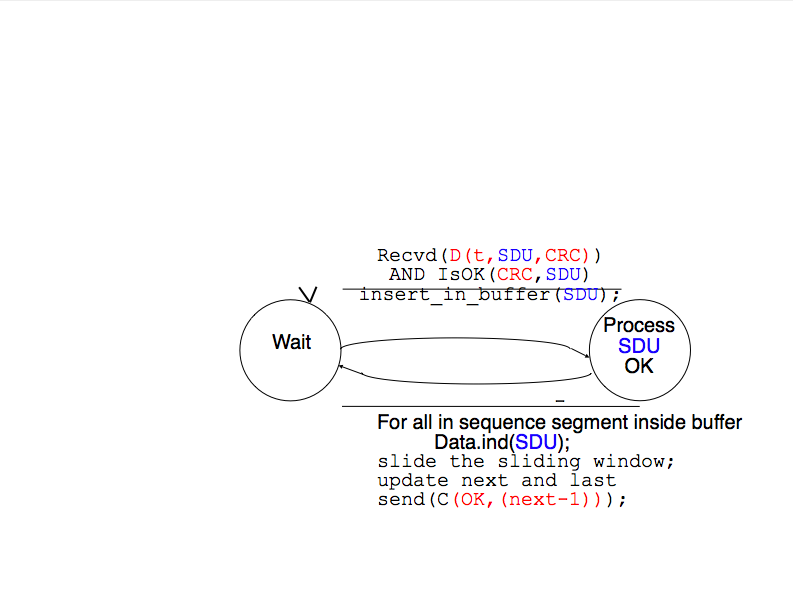 Recvd(D(t,SDU,CRC))
AND IsOK(CRC,SDU)
insert_in_buffer(SDU);
Wait
Process
SDU
OK
–
For all in sequence segment inside buffer
Data.ind(SDU);
slide the sliding window;
update next and last
send(C(OK,(next-1)));